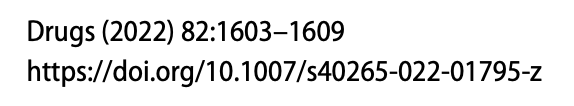 Drugs (2022) 82:1603–1609
https://doi.org/10.1007/s40265-022-01795-z